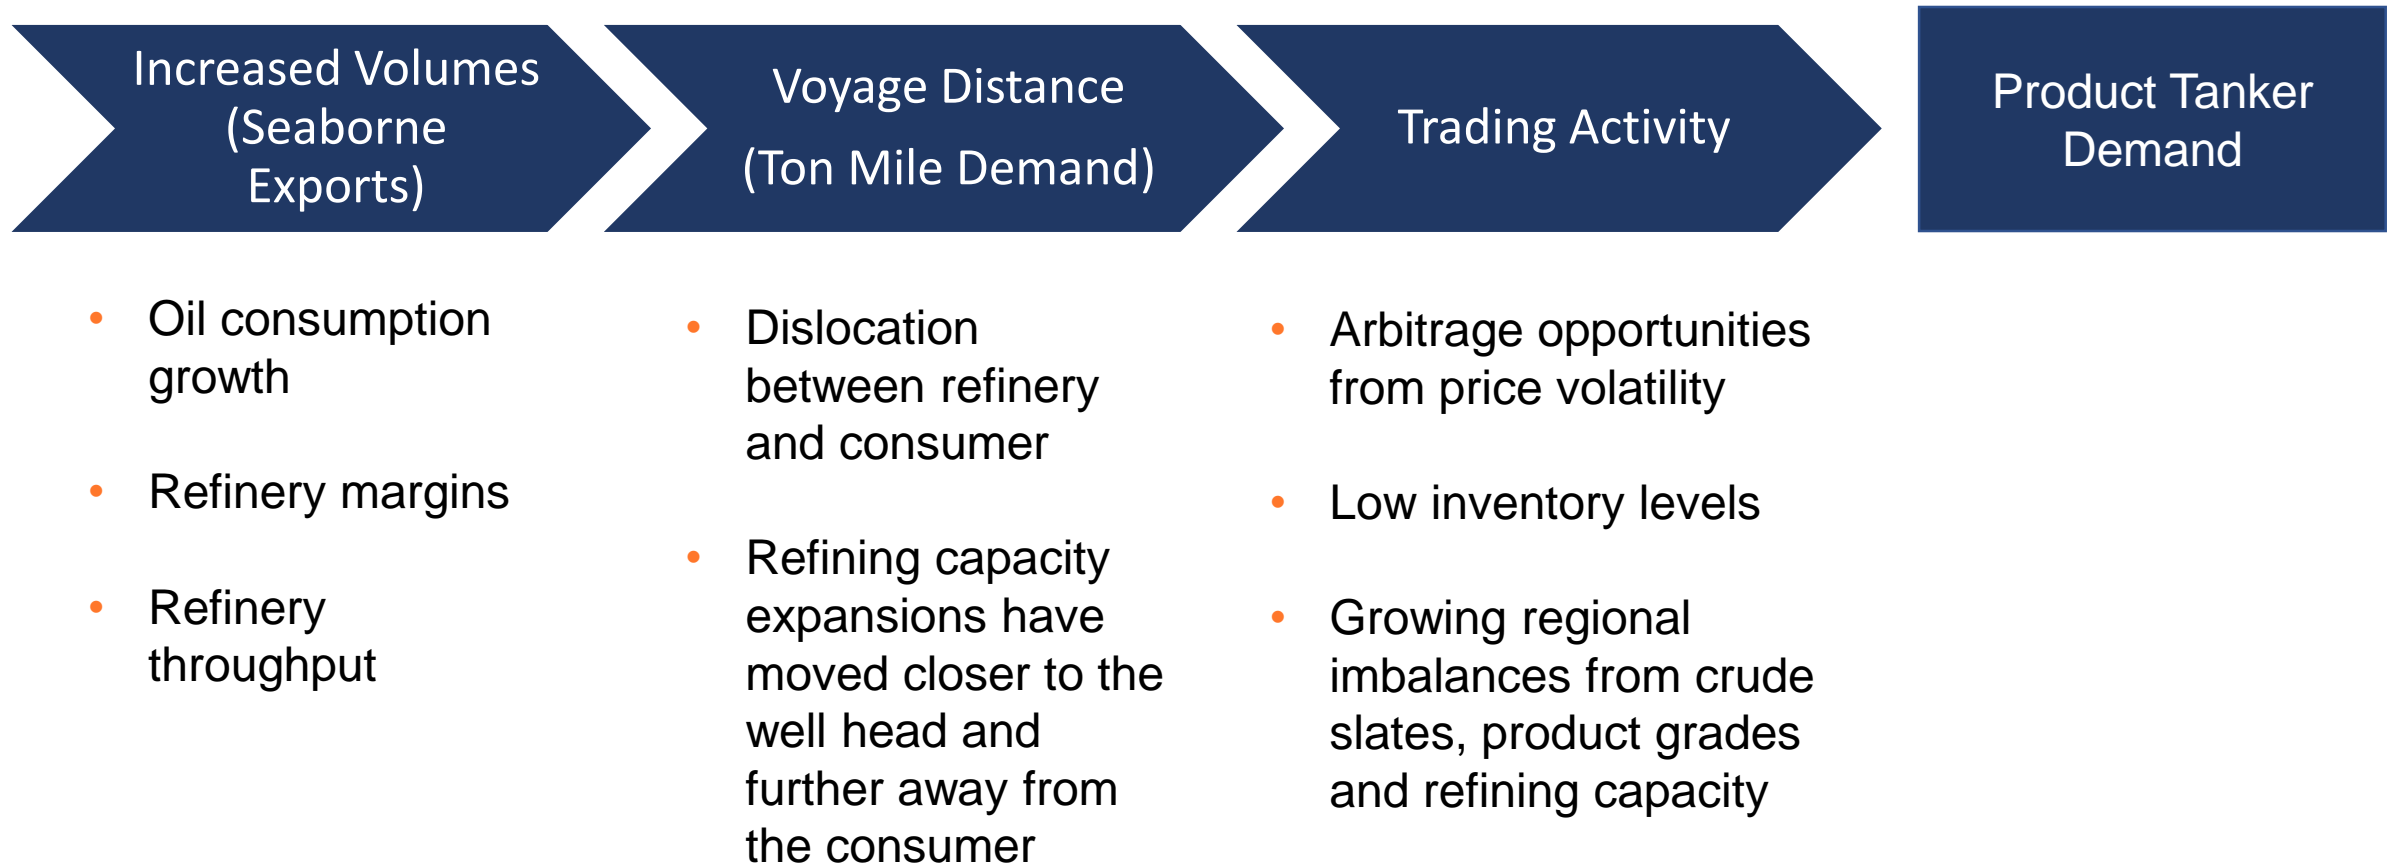 Increased Volumes
(Seaborne
Exports)
Voyage Distance
(Ton Mile Demand)
Trading Activity
Product Tanker
Demand
• Oil consumption
growth
• Refinery margins
• Refinery
throughput
• Dislocation
between refinery
and consumer
• Refining capacity
expansions have
moved closer to the
well head and
further away from
the consumer
• Arbitrage opportunities
from price volatility
• Low inventory levels
• Growing regional
imbalances from crude
slates, product grades
and refining capacity